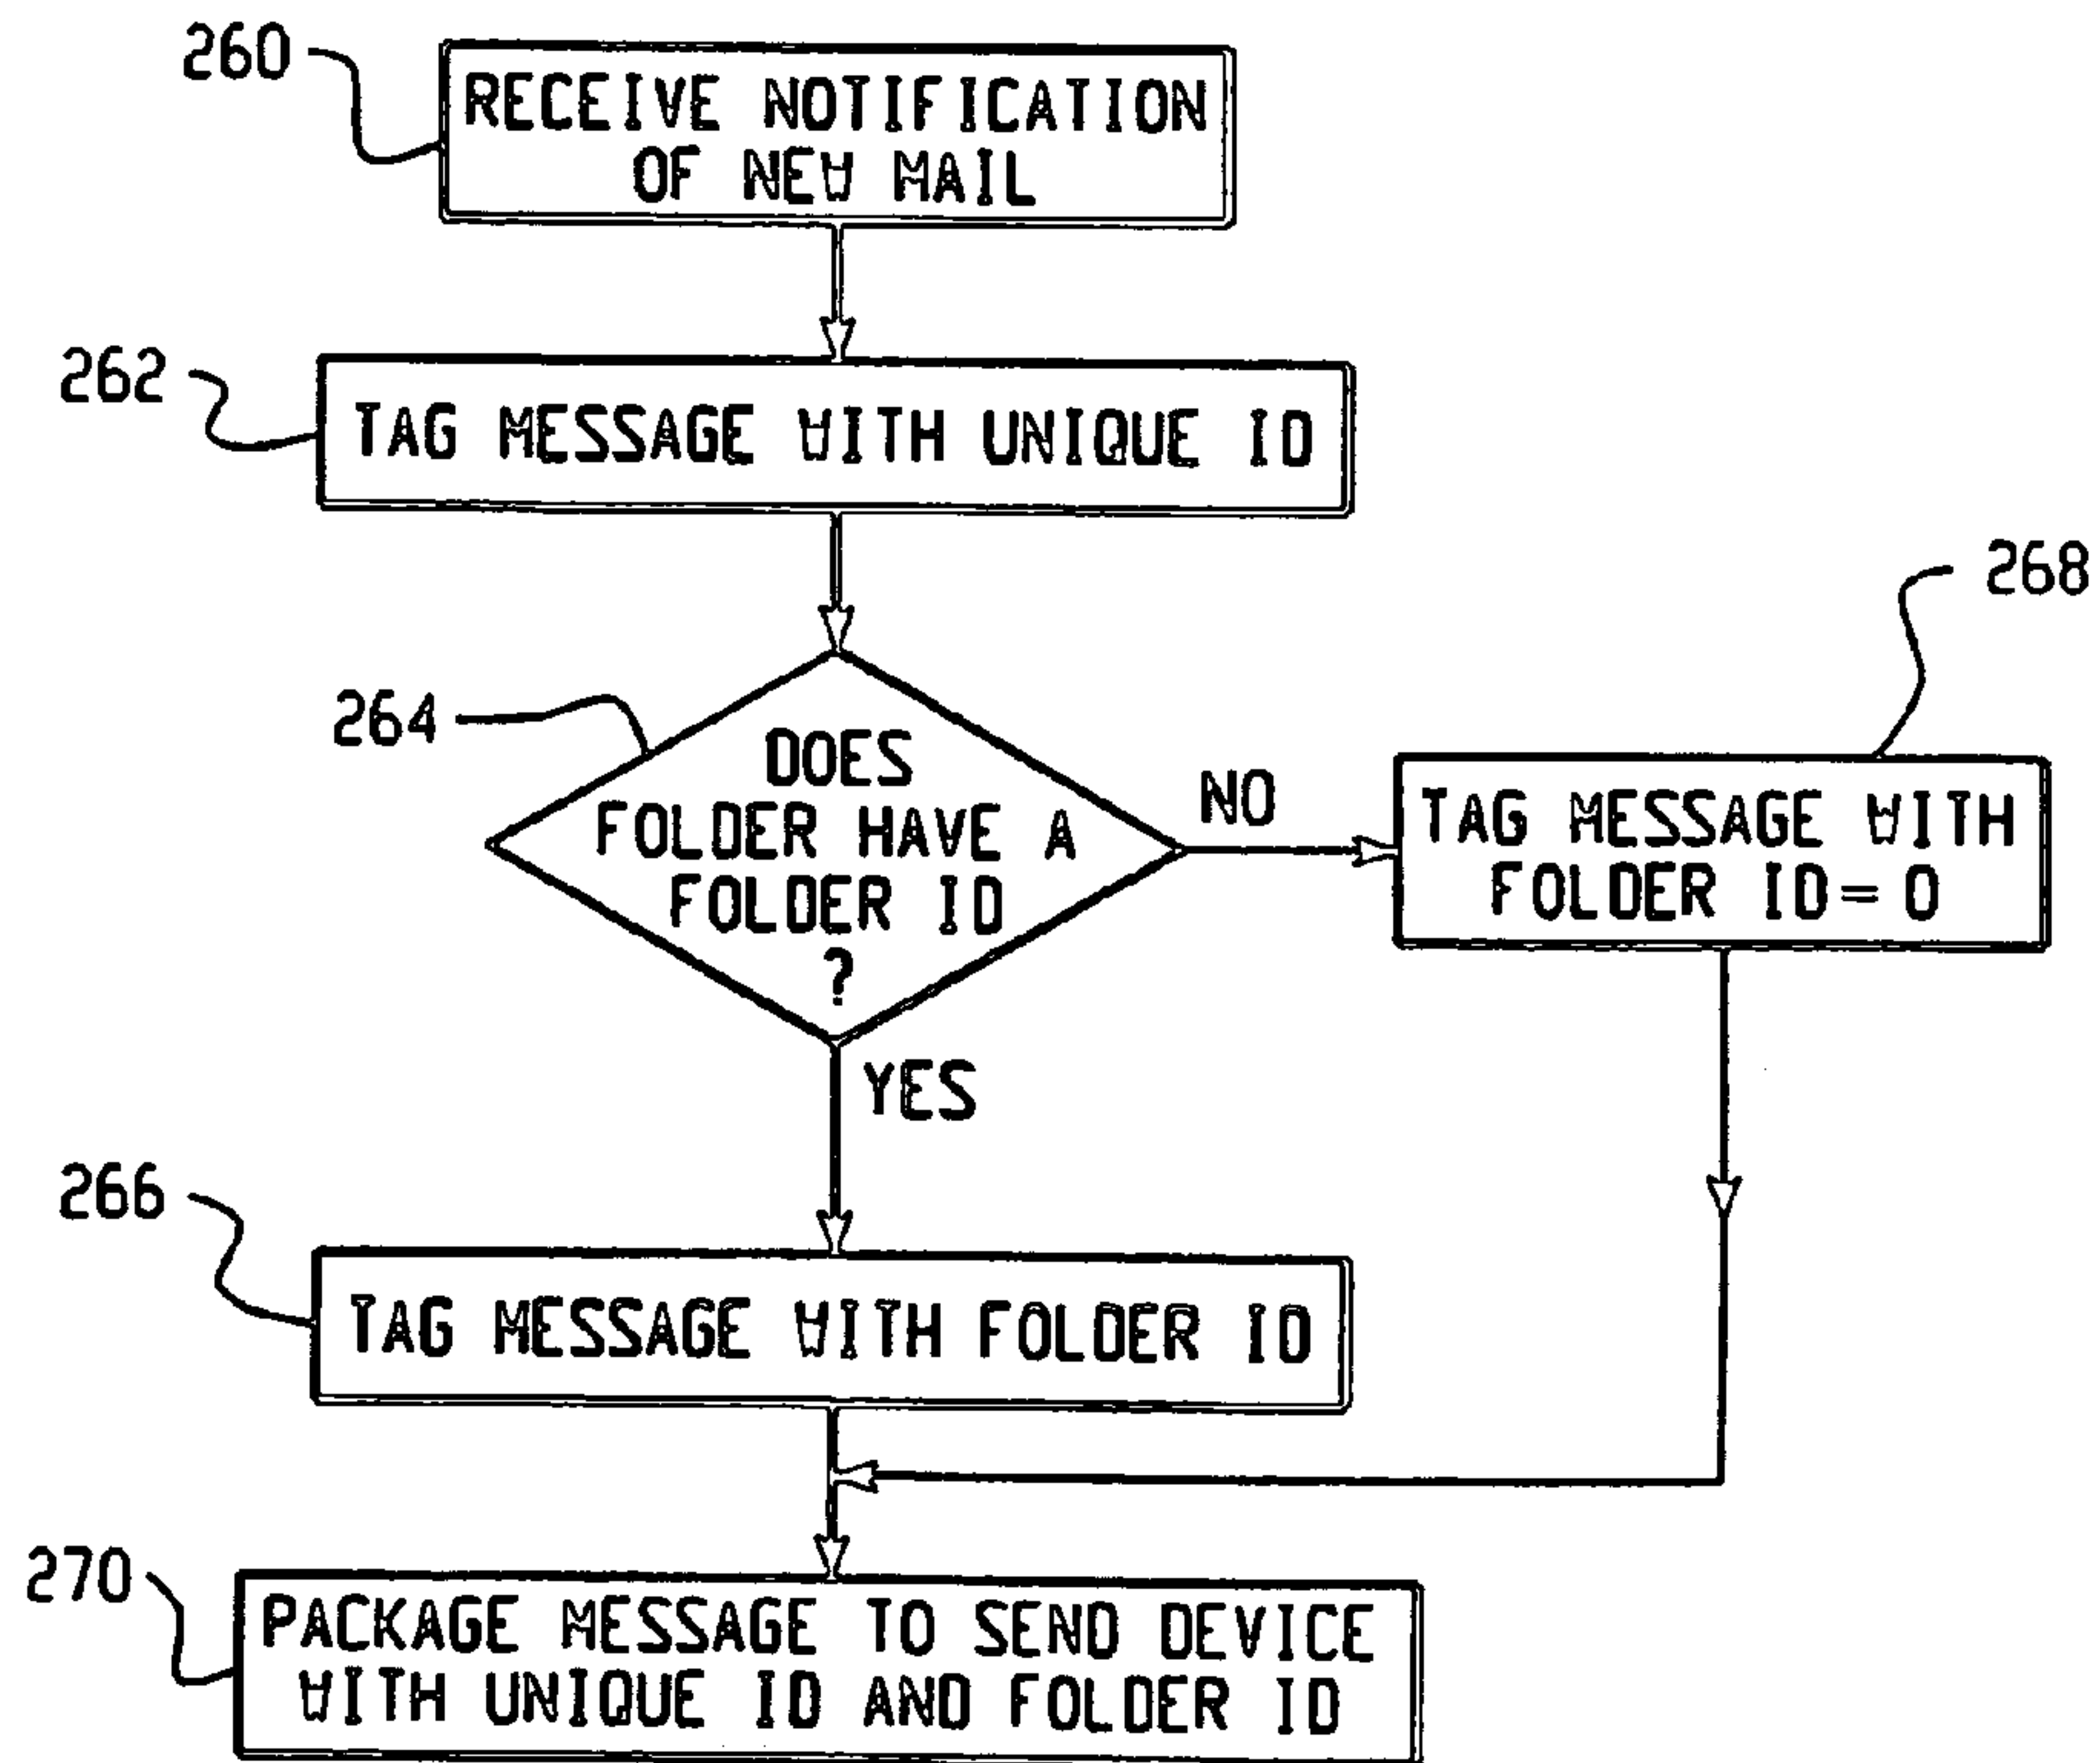 260
RECEIVE NOTIFICATION
OF NEW MAIL
262
TAG MESSAGE WITH UNIQUE ID
264
DOES
FOLDER HAVE A
FOLDER ID
?
NO
268
TAG MESSAGE WITH
FOLDER ID = 0
YES
266
TAG MESSAGE WITH FOLDER ID
270
PACKAGE MESSAGE TO SEND DEVICE
WITH UNIQUE ID AND FOLDER ID